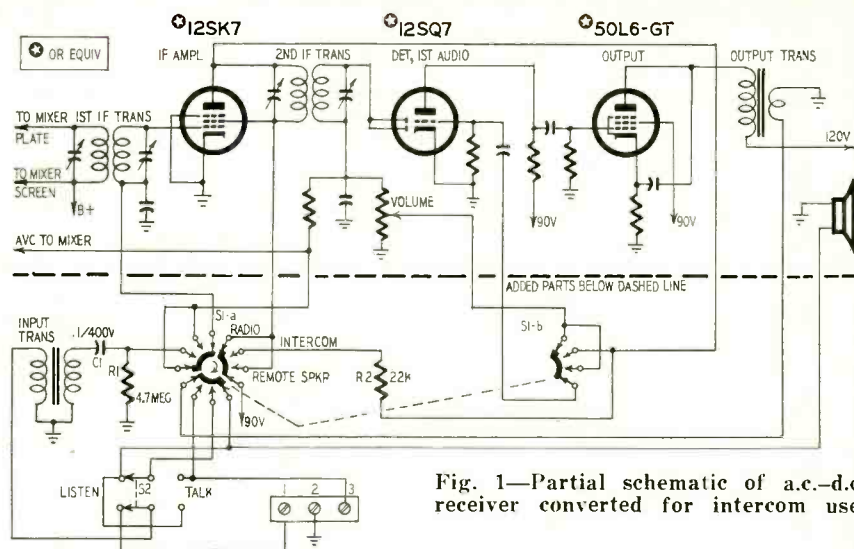 ✪12SK7
✪12SQ7
✪50L6-GT
✪ OR EQUIV
IF AMPL
2ND IF TRANS
DET, IST AUDIO
OUTPUT
OUTPUT TRANS
TO MIXER
PLATE
1ST IF TRANS
120V
TO MIXER
SCREEN
B+
VOLUME
90V
90V
AVC TO MIXER
ADDED PARTS BELOW DASHED LINE
INPUT
TRANS
.1/400V
C1
S1-a
RADIO
INTERCOM
S1-b
R1
4.7MEG
2
REMOTE SPKR
R2
22K
90V
LISTEN
S2
TALK
1
2
3
Fig. 1—Partial schematic of a.c.–d.c
receiver converted for intercom use